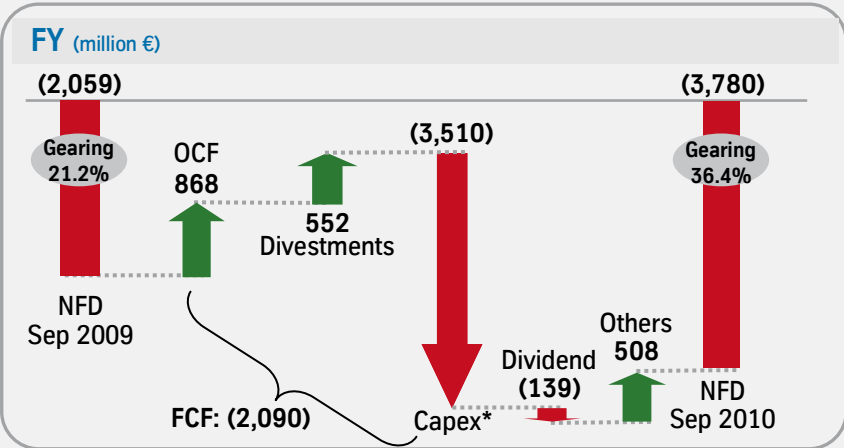 FY (million €)
(2,059)
(3,780)
Gearing
21.2%
OCF
868
(3,510)
Gearing
36.4%
552
Divestments
NFD
Sep 2009
Others
508
Dividend
(139)
NFD
Sep 2010
FCF: (2,090)
Capex*